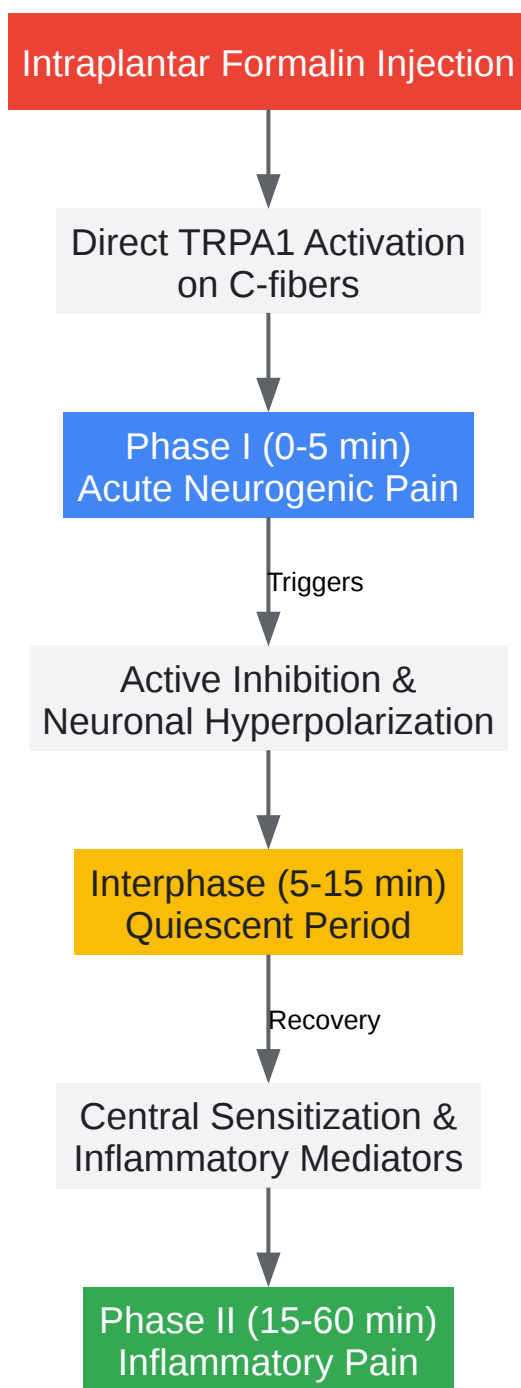 Intraplantar Formalin Injection
Direct TRPA1 Activation
on C-fibers
Phase I (0-5 min)
Acute Neurogenic Pain
Triggers
Active Inhibition &
Neuronal Hyperpolarization
Interphase (5-15 min)
Quiescent Period
Recovery
Central Sensitization &
Inflammatory Mediators
Phase II (15-60 min)
Inflammatory Pain